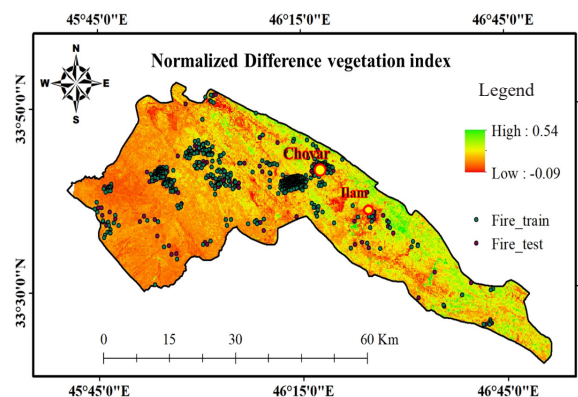 45°45'0"E 46°15'0"E 46°45'0"E
N
W E
S
Normalized Difference vegetation index
33°50'0"N
Legend
High : 0.54
Low : -0.09
Chovar
Ilam
Fire_train
Fire_test
33°30'0"N
0 15 30 60 Km
45°45'0"E 46°15'0"E 46°45'0"E